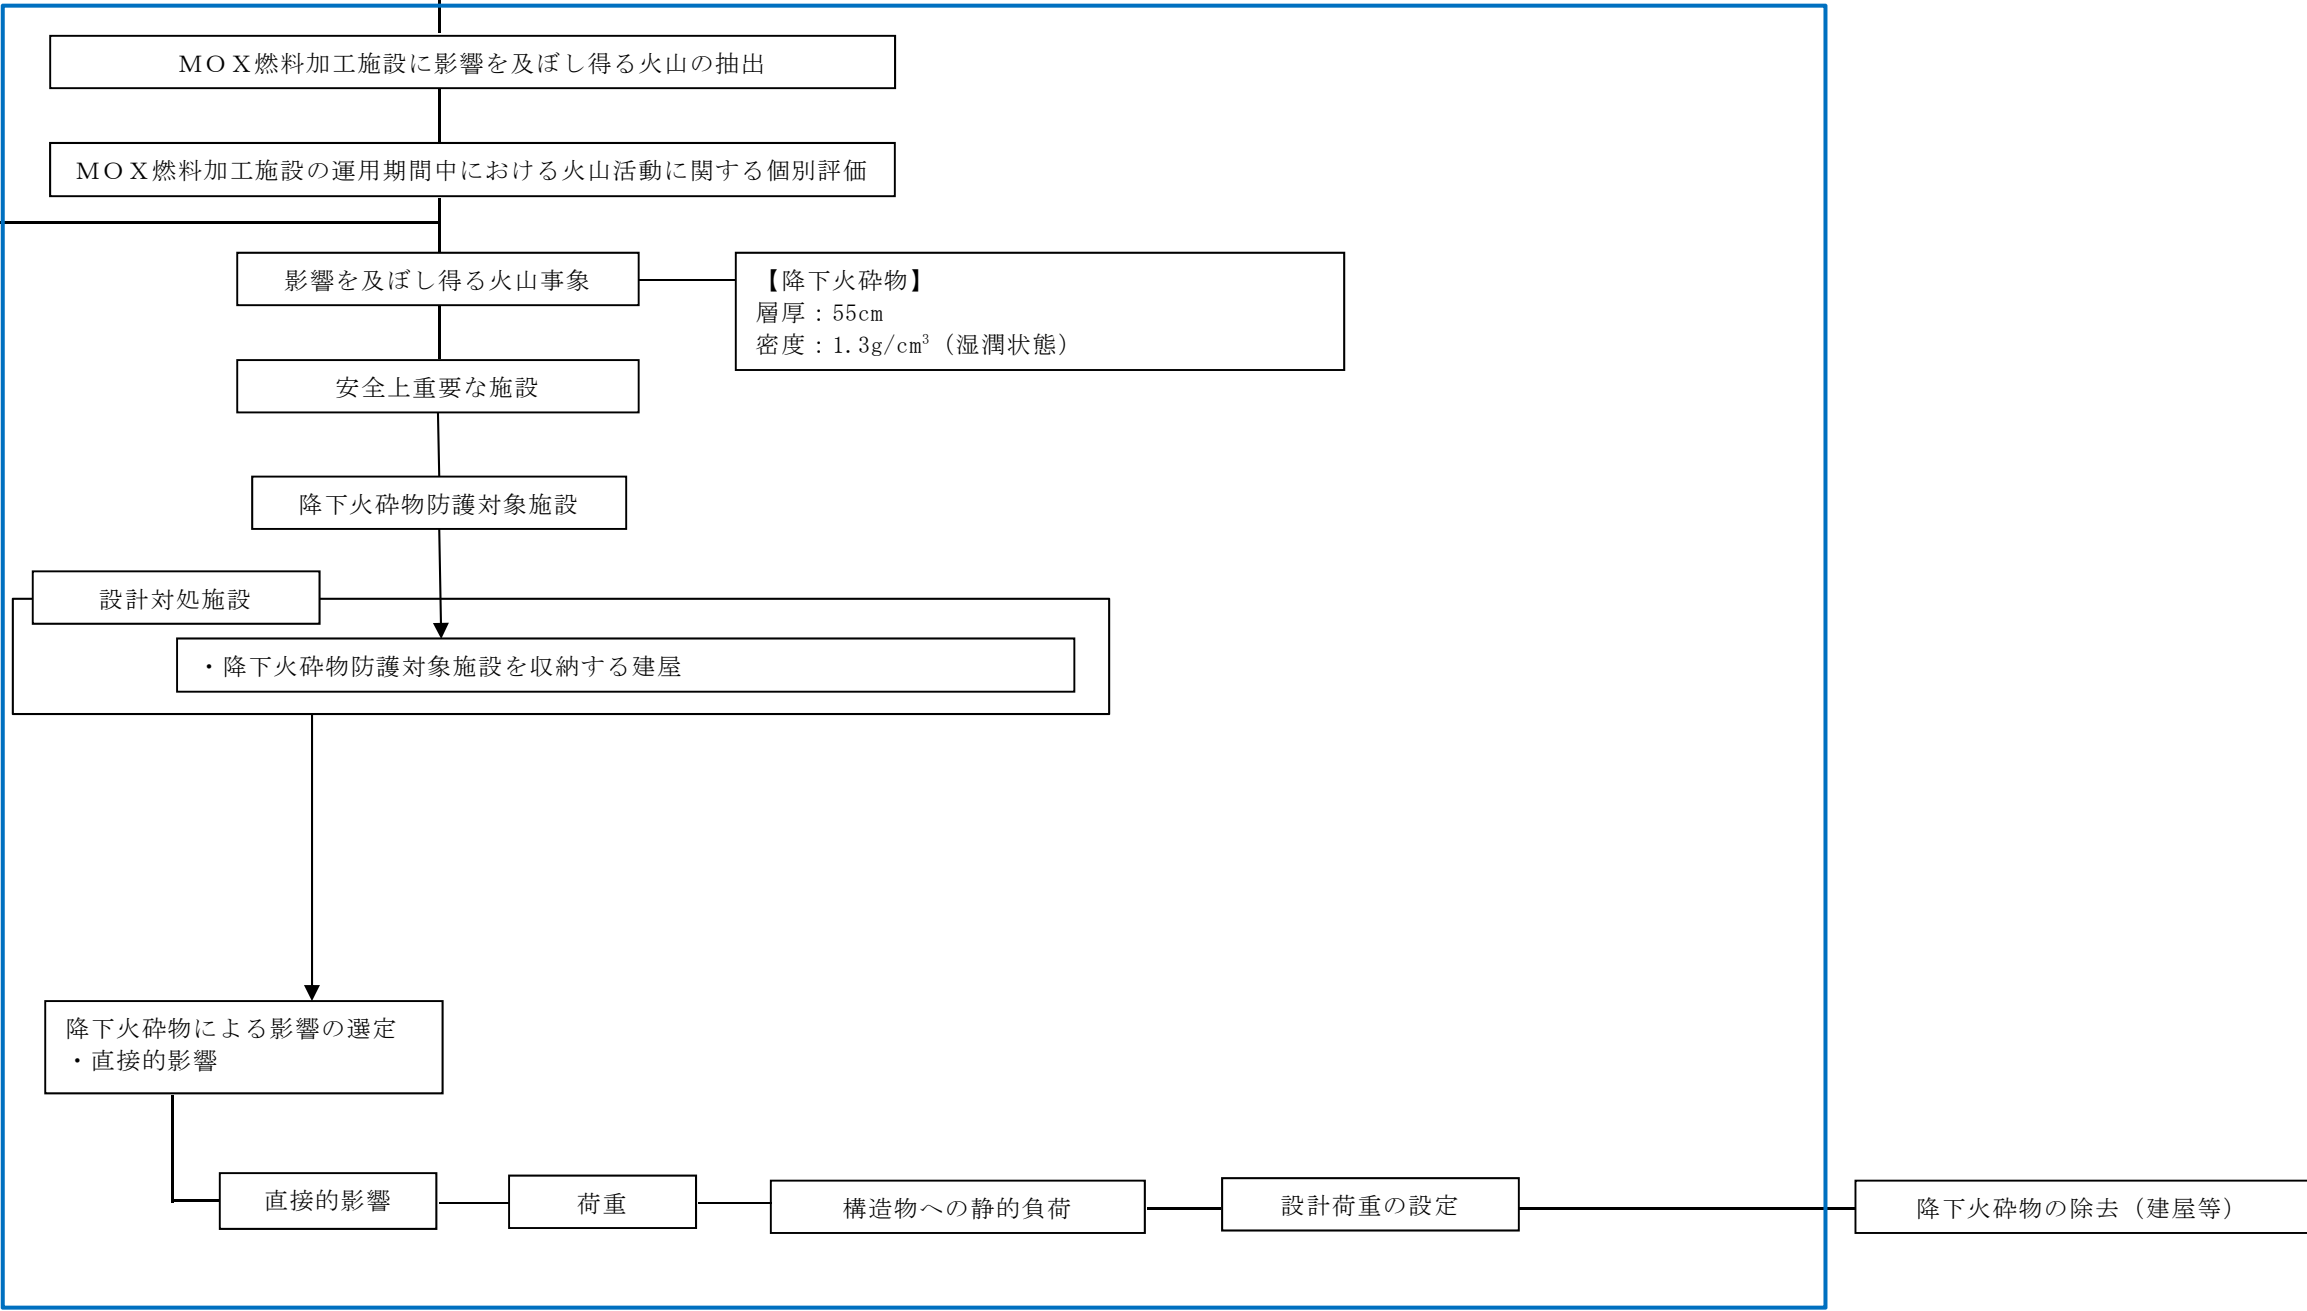 ＭＯＸ燃料加工施設に影響を及ぼし得る火山の抽出
ＭＯＸ燃料加工施設の運用期間中における火山活動に関する個別評価
影響を及ぼし得る火山事象
【降下火砕物】
層厚：55cm
密度：1.3g/cm³（湿潤状態）
安全上重要な施設
降下火砕物防護対象施設
設計対処施設
・降下火砕物防護対象施設を収納する建屋
降下火砕物による影響の選定
・直接的影響
直接的影響
荷重
構造物への静的負荷
設計荷重の設定
降下火砕物の除去（建屋等）